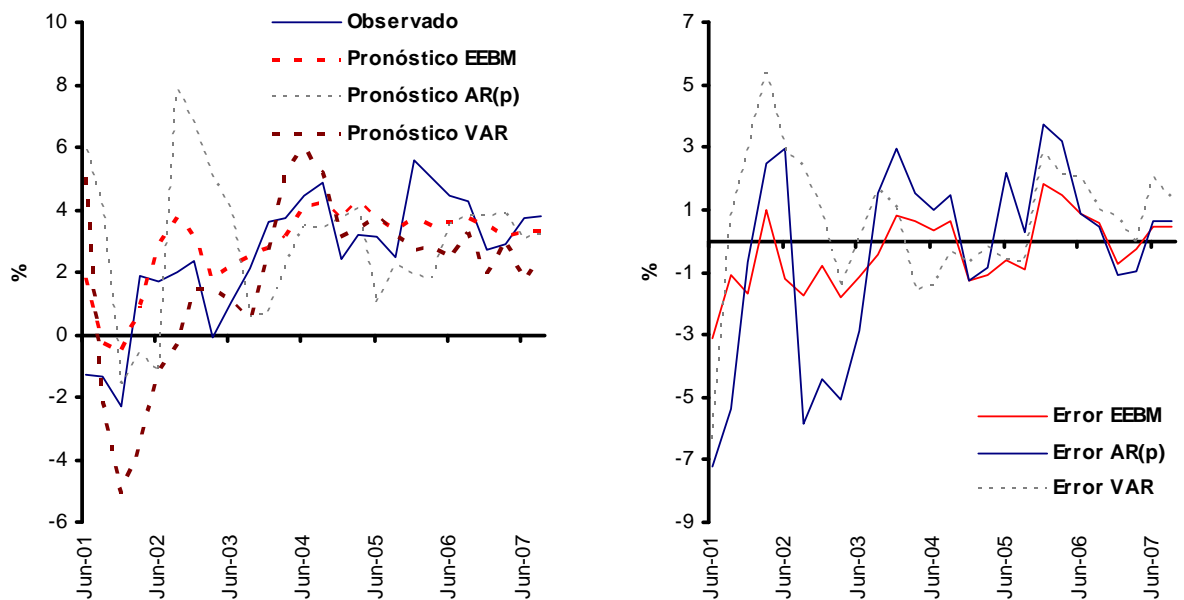 10
8
6
4
2
0
-2
-4
-6
%
Observado
Pronóstico EEBM
Pronóstico AR(p)
Pronóstico VAR
Jun-01
Jun-02
Jun-03
Jun-04
Jun-05
Jun-06
Jun-07
7
5
3
1
-1
-3
-5
-7
-9
%
Error EEBM
Error AR(p)
Error VAR
Jun-01
Jun-02
Jun-03
Jun-04
Jun-05
Jun-06
Jun-07